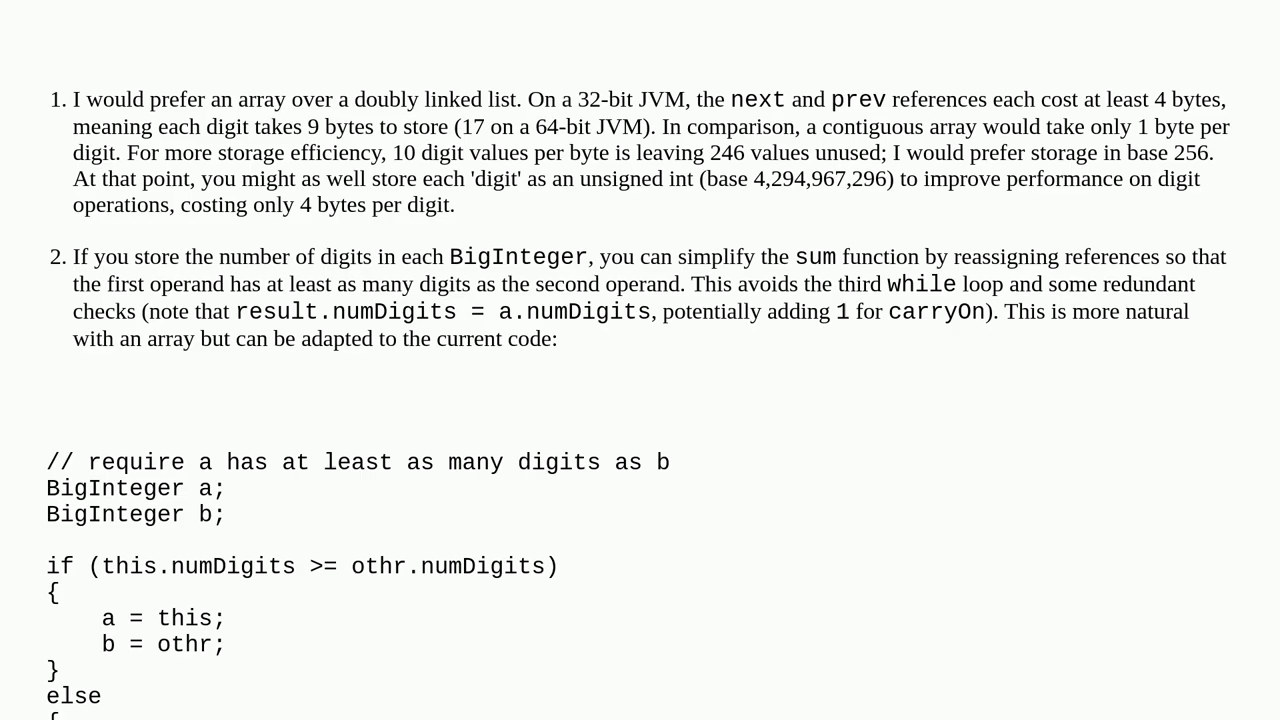 1. I would prefer an array over a doubly linked list. On a 32-bit JVM, the next and prev references each cost at least 4 bytes,
meaning each digit takes 9 bytes to store (17 on a 64-bit JVM). In comparison, a contiguous array would take only 1 byte per
digit. For more storage efficiency, 10 digit values per byte is leaving 246 values unused; I would prefer storage in base 256.
At that point, you might as well store each 'digit' as an unsigned int (base 4,294,967,296) to improve performance on digit
operations, costing only 4 bytes per digit.
2. If you store the number of digits in each BigInteger, you can simplify the sum function by reassigning references so that
the first operand has at least as many digits as the second operand. This avoids the third while loop and some redundant
checks (note that result.numDigits = a.numDigits, potentially adding 1 for carryOn). This is more natural
with an array but can be adapted to the current code:
// require a has at least as many digits as b
BigInteger a;
BigInteger b;
if (this.numDigits >= othr.numDigits)
{
    a = this;
    b = othr;
}
else
{